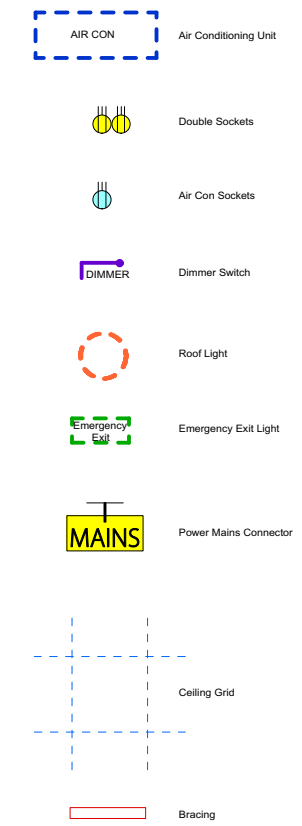 AIR CON
Air Conditioning Unit
Double Sockets
Air Con Sockets
DIMMER
Dimmer Switch
Roof Light
Emergency
Exit
Emergency Exit Light
MAINS
Power Mains Connector
Ceiling Grid
Bracing